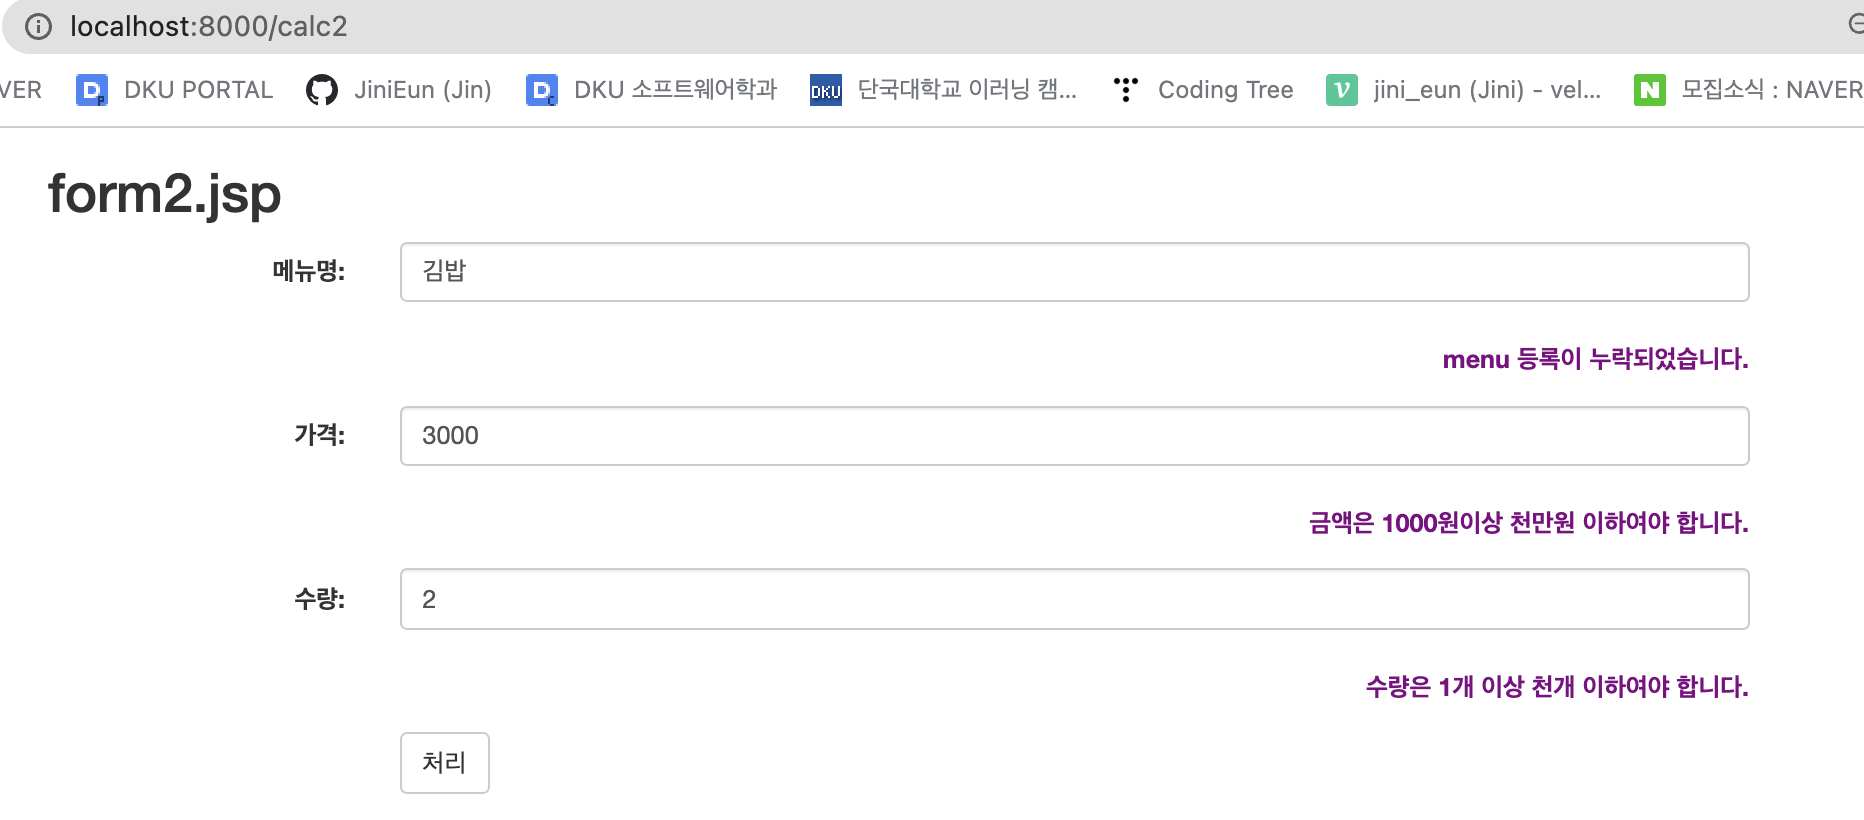 localhost:8000/calc2
VER DKU PORTAL JiniEun (Jin) DKU 소프트웨어학과 DKU 단국대학교 이러닝 캠... Coding Tree jini_eun (Jini) - vel... 모집소식 : NAVER
form2.jsp
메뉴명: 김밥
menu 등록이 누락되었습니다.
가격: 3000
금액은 1000원이상 천만원 이하여야 합니다.
수량: 2
수량은 1개 이상 천개 이하여야 합니다.
처리